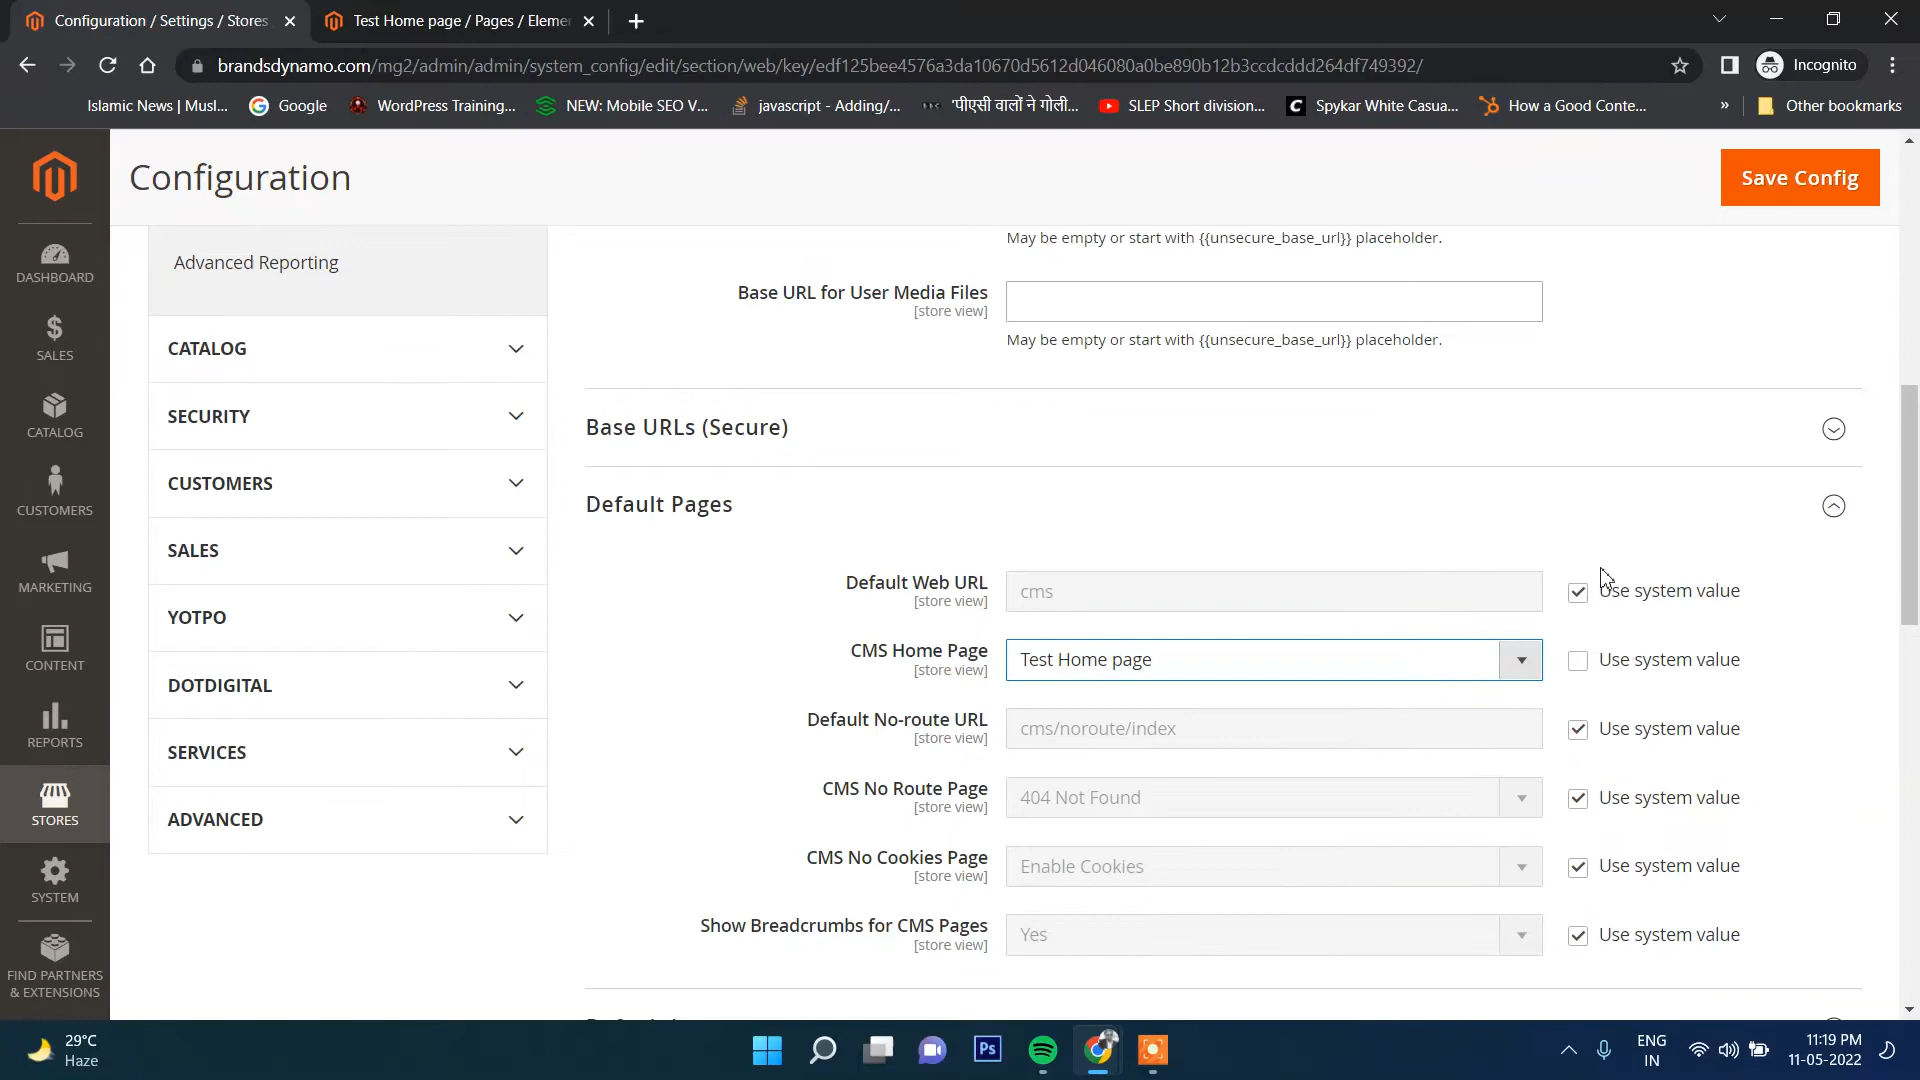 Configuration / Settings / Stores
Test Home page / Pages / Eleme
brandsdynamo.com/mg2/admin/admin/system_config/edit/section/web/key/edf125bee4576a3da10670d5612d046080a0be890b12b3ccdcddd264df749392/
Incognito
Islamic News | Musl...
Google
WordPress Training...
NEW: Mobile SEO V...
javascript - Adding/...
'पीएसी वालों ने गोली...
SLEP Short division...
Spykar White Casua...
How a Good Conte...
»
Other bookmarks
Configuration
Save Config
DASHBOARD
SALES
CATALOG
CUSTOMERS
MARKETING
CONTENT
REPORTS
STORES
SYSTEM
FIND PARTNERS
& EXTENSIONS
Advanced Reporting
CATALOG
SECURITY
CUSTOMERS
SALES
YOTPO
DOTDIGITAL
SERVICES
ADVANCED
May be empty or start with {{unsecure_base_url}} placeholder.
Base URL for User Media Files
[store view]
May be empty or start with {{unsecure_base_url}} placeholder.
Base URLs (Secure)
Default Pages
Default Web URL
[store view]
cms
Use system value
CMS Home Page
[store view]
Test Home page
Use system value
Default No-route URL
[store view]
cms/noroute/index
Use system value
CMS No Route Page
[store view]
404 Not Found
Use system value
CMS No Cookies Page
[store view]
Enable Cookies
Use system value
Show Breadcrumbs for CMS Pages
[store view]
Yes
Use system value
29°C
Haze
Ps
ENG
IN
11:19 PM
11-05-2022